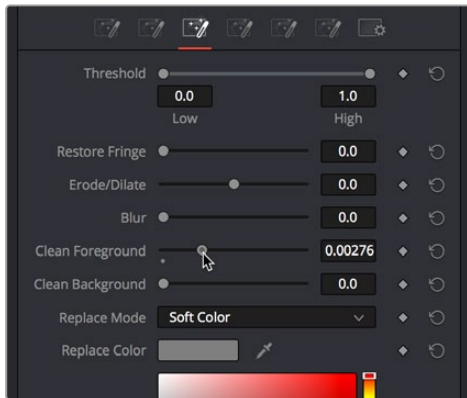 Threshold
0.0 1.0
Low High
Restore Fringe 0.0
Erode/Dilate 0.0
Blur 0.0
Clean Foreground 0.00276
Clean Background 0.0
Replace Mode Soft Color
Replace Color